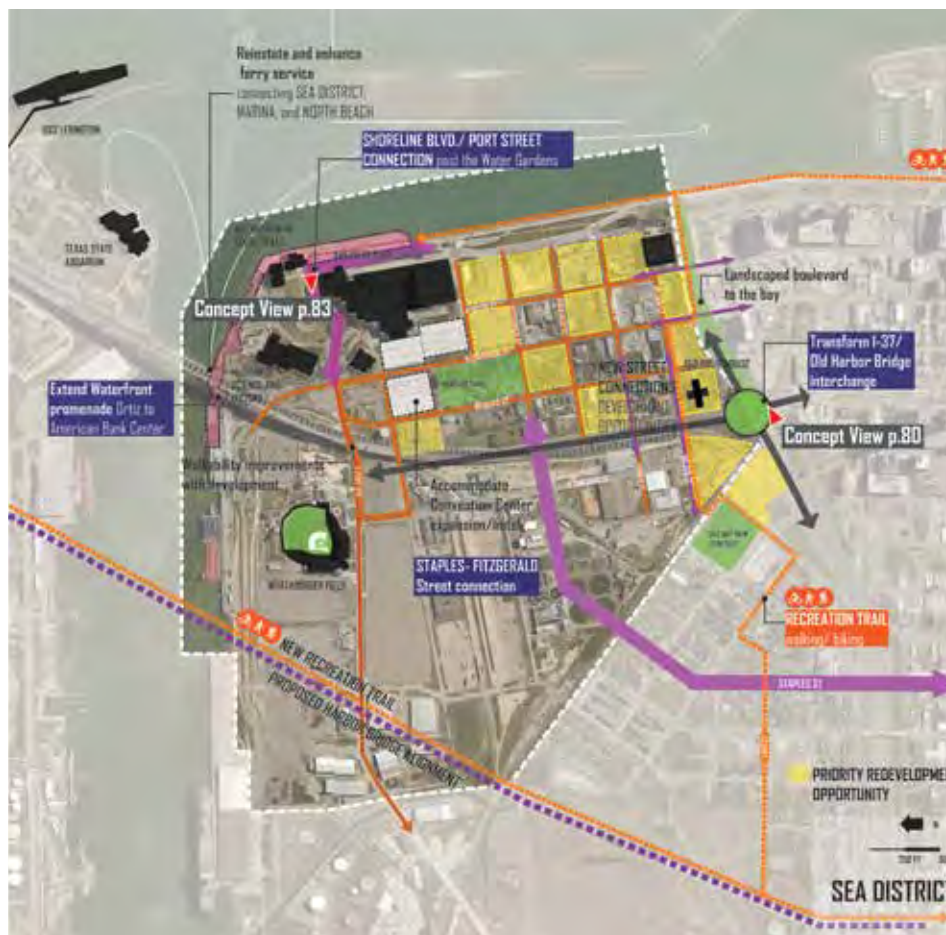 Reinstate and enhance
ferry service
connecting SEA DISTRICT,
MARINA, and NORTH BEACH
USS LEXINGTON
SHORELINE BLVD./ PORT STREET
CONNECTION past the Water Gardens
TEXAS STATE
AQUARIUM
Concept View p.83
Landscaped boulevard
to the bay
Transform I-37/
Old Harbor Bridge
interchange
NEW STREET
CONNECTIONS
Extend Waterfront
promenade Ortiz to
American Bank Center
Concept View p.80
Walkability improvements
with development
Accommodate
Convention Center
expansion/hotel
WHATABURGER FIELD
STAPLES- FITZGERALD
Street connection
RECREATION TRAIL
walking/ biking
NEW RECREATION TRAIL
PROPOSED HARBOR BRIDGE ALIGNMENT
STAPLES ST
PRIORITY REDEVELOPME
OPPORTUNITY
SEA DISTRIC